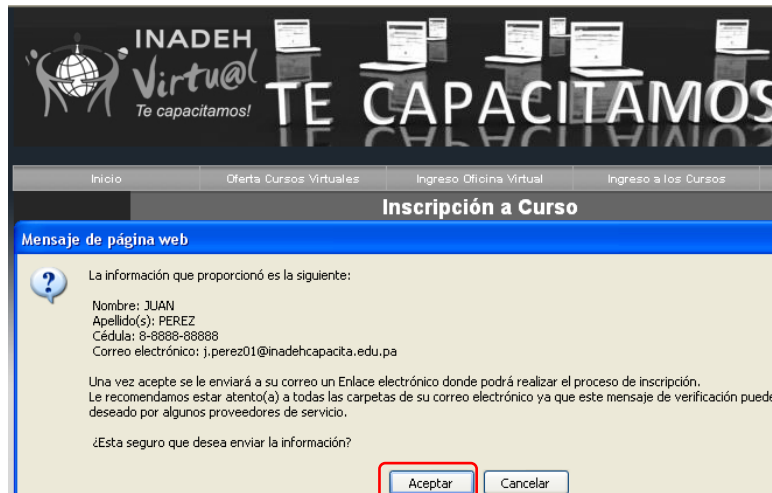 INADEH
Virtu@l
Te capacitamos!
TE CAPACITAMOS
Inicio
Oferta Cursos Virtuales
Ingreso Oficina Virtual
Ingreso a los Cursos
Inscripción a Curso
Mensaje de página web
La información que proporcionó es la siguiente:
Nombre: JUAN
Apellido(s): PEREZ
Cédula: 8-8888-88888
Correo electrónico: j.perez01@inadehcapacita.edu.pa
Una vez acepte se le enviará a su correo un Enlace electrónico donde podrá realizar el proceso de inscripción.
Le recomendamos estar atento(a) a todas las carpetas de su correo electrónico ya que este mensaje de verificación puede
deseado por algunos proveedores de servicio.
¿Esta seguro que desea enviar la información?
Aceptar
Cancelar